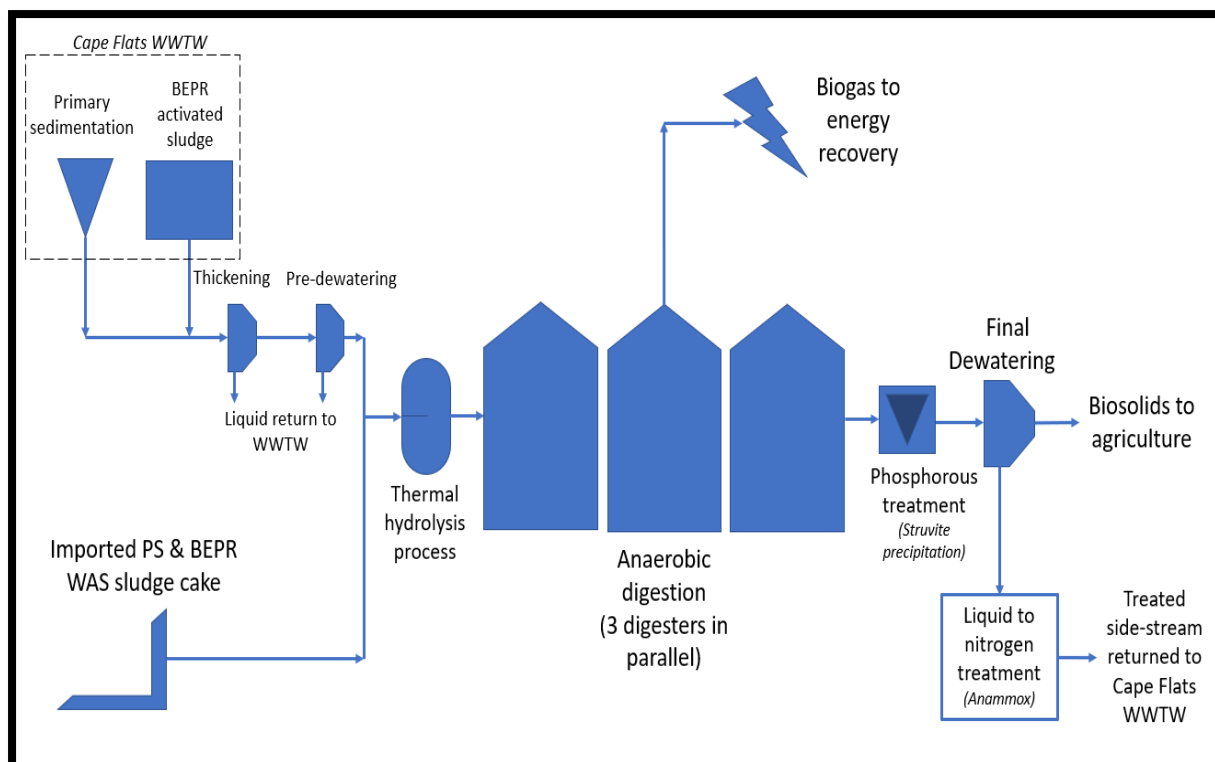 Cape Flats WWTW
Primary
sedimentation
BEPR
activated
sludge
Thickening
Pre-dewatering
Liquid return to
WWTW
Imported PS & BEPR
WAS sludge cake
Thermal
hydrolysis
process
Biogas to
energy
recovery
Anaerobic
digestion
(3 digesters in
parallel)
Phosphorous
treatment
(Struvite
precipitation)
Final
Dewatering
Biosolids to
agriculture
Liquid to
nitrogen
treatment
(Anammox)
Treated
side-stream
returned to
Cape Flats
WWTW